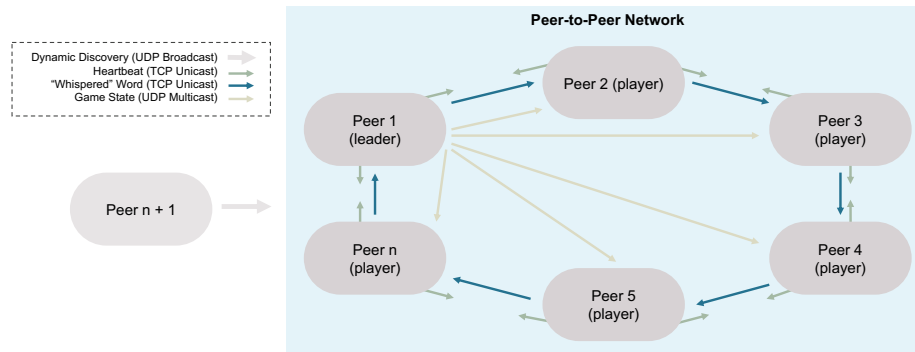 Peer-to-Peer Network
Dynamic Discovery (UDP Broadcast)
Heartbeat (TCP Unicast)
“Whispered” Word (TCP Unicast)
Game State (UDP Multicast)
Peer 2 (player)
Peer 1
(leader)
Peer 3
(player)
Peer n + 1
Peer n
(player)
Peer 4
(player)
Peer 5
(player)